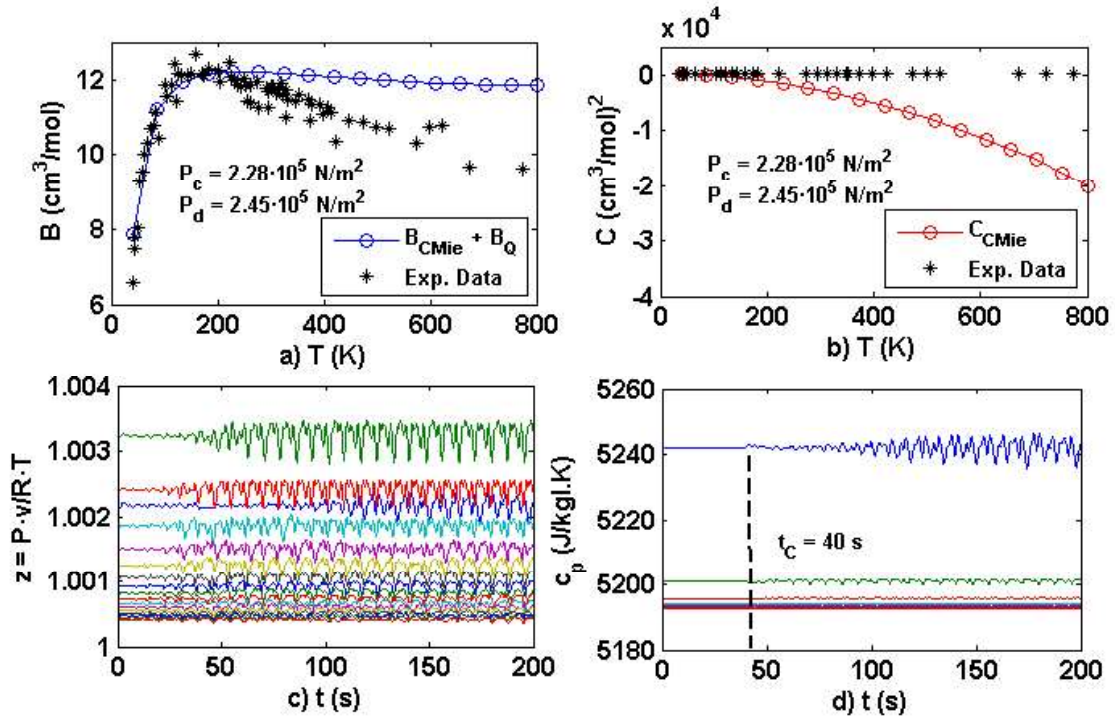 12
10
8
6
B (cm³/mol)
P_c = 2.28·10⁵ N/m²
P_d = 2.45·10⁵ N/m²
B_CMie + B_Q
Exp. Data
0 200 400 600 800
a) T (K)
x 10⁴
0
-1
-2
-3
-4
C (cm³/mol)²
P_c = 2.28·10⁵ N/m²
P_d = 2.45·10⁵ N/m²
C_CMie
Exp. Data
0 200 400 600 800
b) T (K)
1.004
1.003
1.002
1.001
1
z = P·v/R·T
0 50 100 150 200
c) t (s)
5260
5240
5220
5200
5180
c_p (J/kgl.K)
t_C = 40 s
0 50 100 150 200
d) t (s)